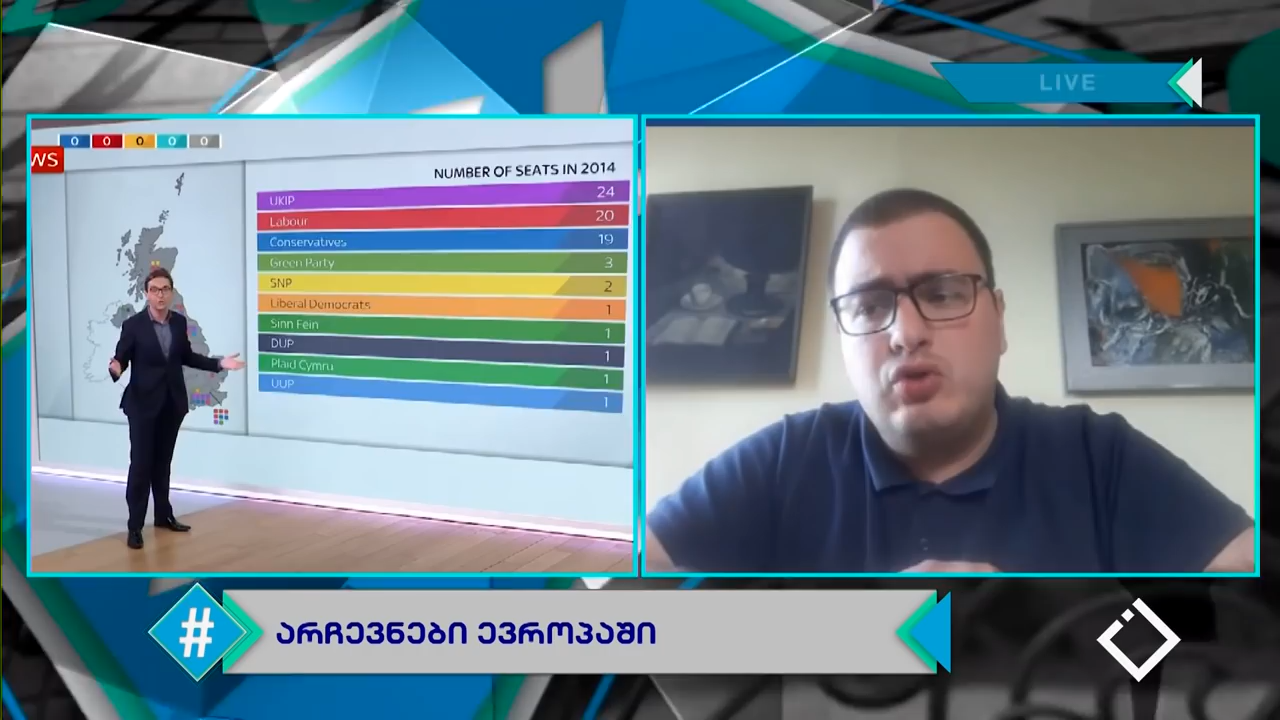 LIVE
0 0 0 0 0
WS
NUMBER OF SEATS IN 2014
UKIP 24
Labour 20
Conservatives 19
Green Party 3
SNP 2
Liberal Democrats 1
Sinn Fein 1
DUP 1
Plaid Cymru 1
UUP 1
# ᲐᲠᲩᲔᲕᲜᲔᲑᲘ ᲔᲕᲠᲝᲞᲐᲨᲘ